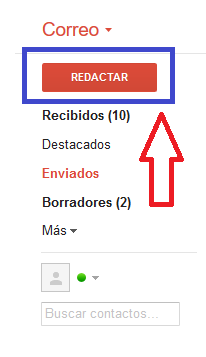 Correo
REDACTAR
Recibidos (10)
Destacados
Enviados
Borradores (2)
Más
Buscar contactos...